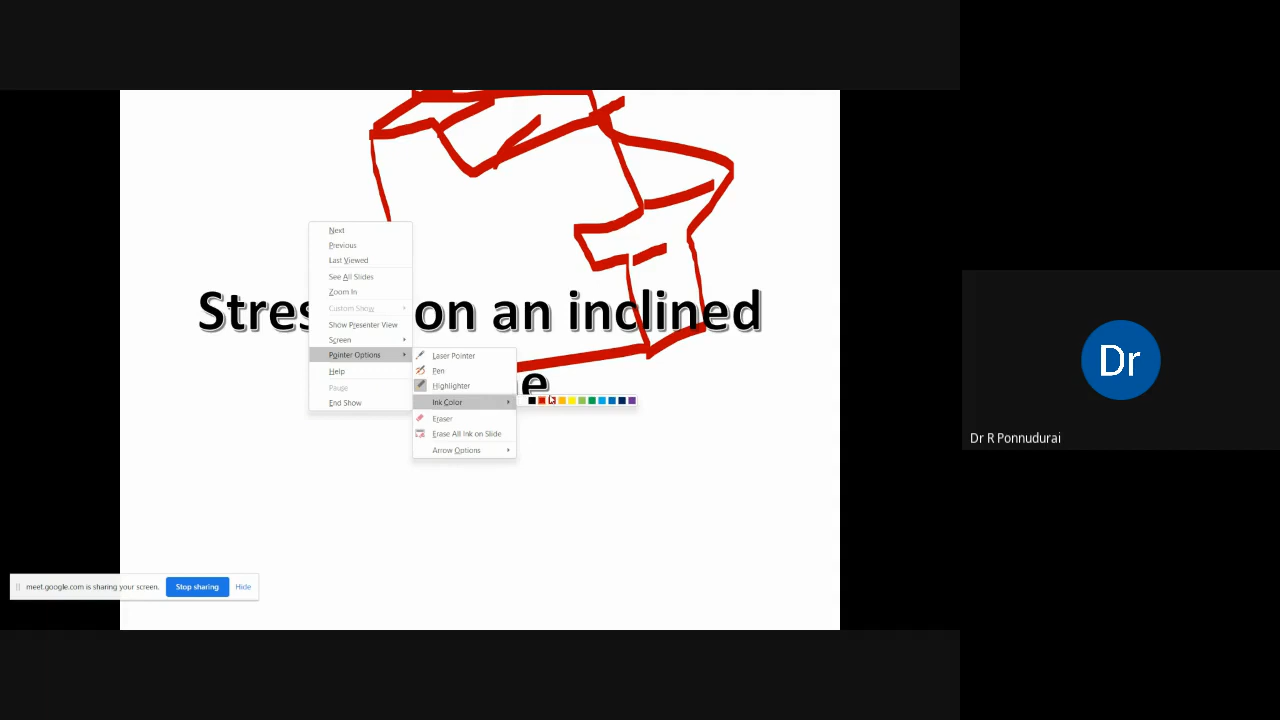 Next
Previous
Last Viewed
See All Slides
Zoom In
Custom Show
Show Presenter View
Screen
Pointer Options
Help
Pause
End Show
Laser Pointer
Pen
Highlighter
Ink Color
Eraser
Erase All Ink on Slide
Arrow Options
Stres on an inclined
e
meet.google.com is sharing your screen. Stop sharing Hide
Dr
Dr R Ponnudurai